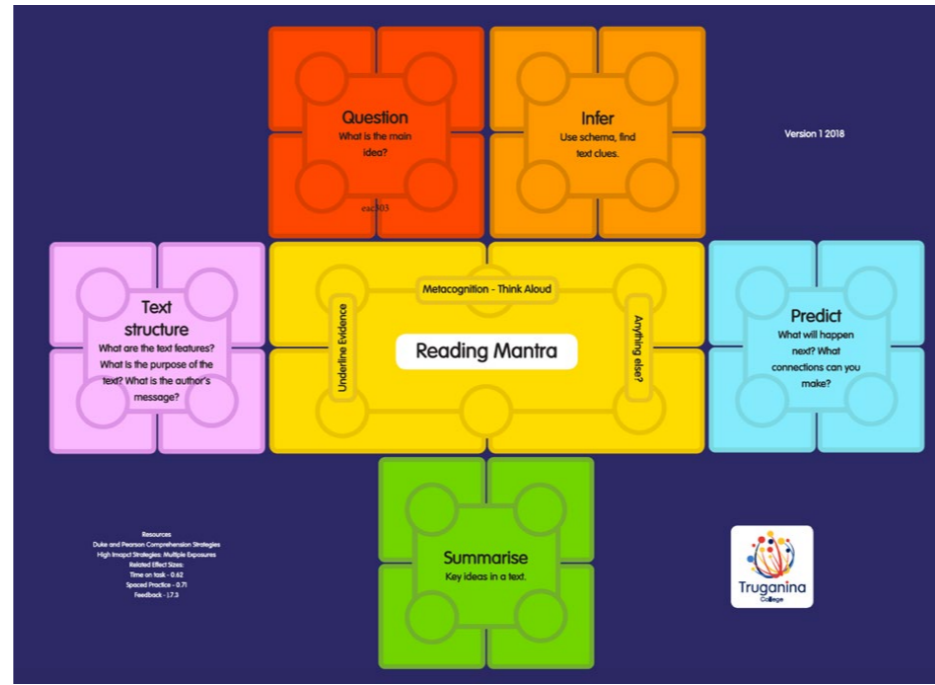 Question
What is the main
idea?
eac303
Infer
Use schema, find
text clues.
Version 1 2018
Text
structure
What are the text features?
What is the purpose of the
text? What is the author's
message?
Underline Evidence
Metacognition - Think Aloud
Reading Mantra
Anything else?
Predict
What will happen
next? What
connections can you
make?
Summarise
Key ideas in a text.
Resources
Duke and Pearson Comprehension Strategies
High Imapct Strategies: Multiple Exposures
Related Effect Sizes:
Time on task - 0.62
Spaced Practice - 0.71
Truganina
College